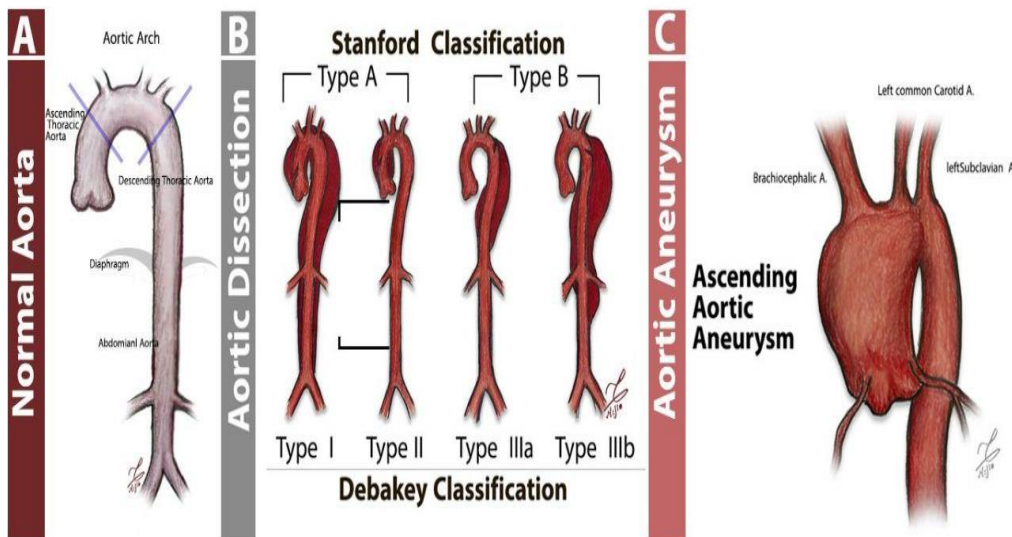 A
Normal Aorta
Aortic Arch
Ascending
Thoracic
Aorta
Descending Thoracic Aorta
Diaphragm
Abdomianl Aorta
B
Aortic Dissection
Stanford Classification
Type A
Type B
Type I
Type II
Type IIIa
Type IIIb
Debakey Classification
C
Aortic Aneurysm
Left common Carotid A.
Brachiocephalic A.
leftSubclavian A
Ascending
Aortic
Aneurysm